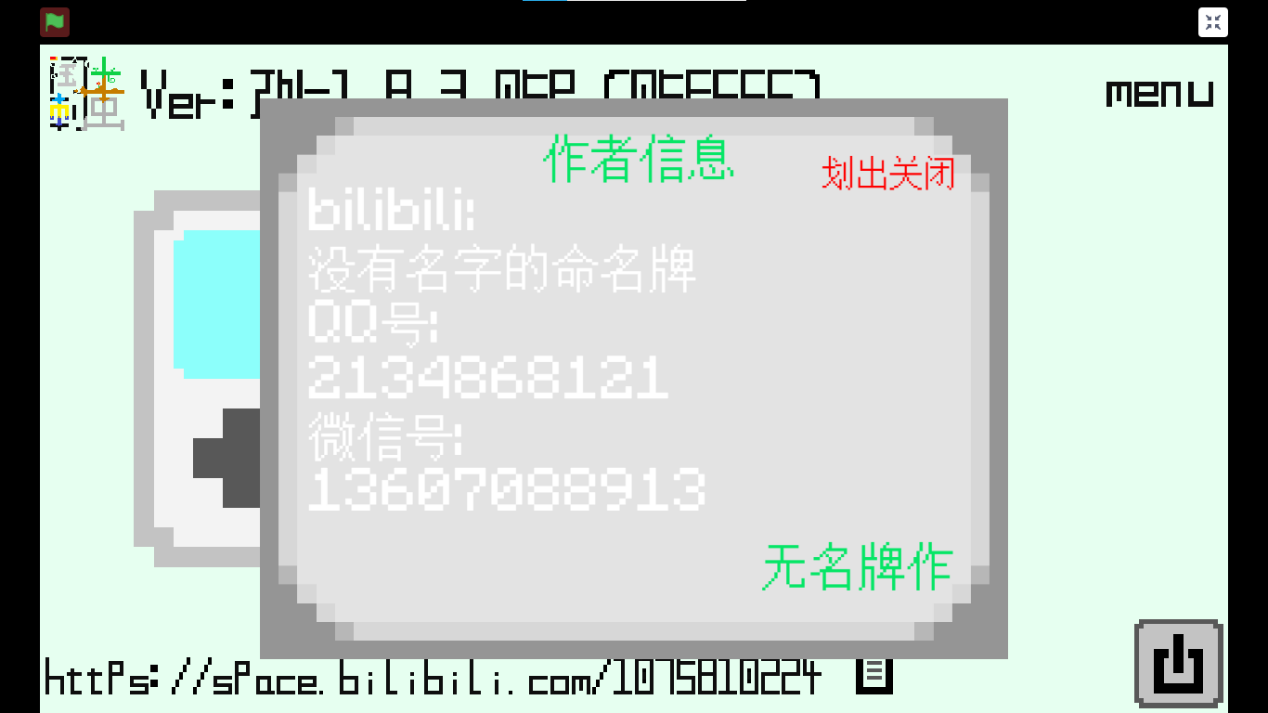 Ver:
menu
作者信息
划出关闭
bilibili:
没有名字的命名牌
QQ号:
2134868121
微信号:
13607088913
无名牌作
https://space.bilibili.com/1075810224